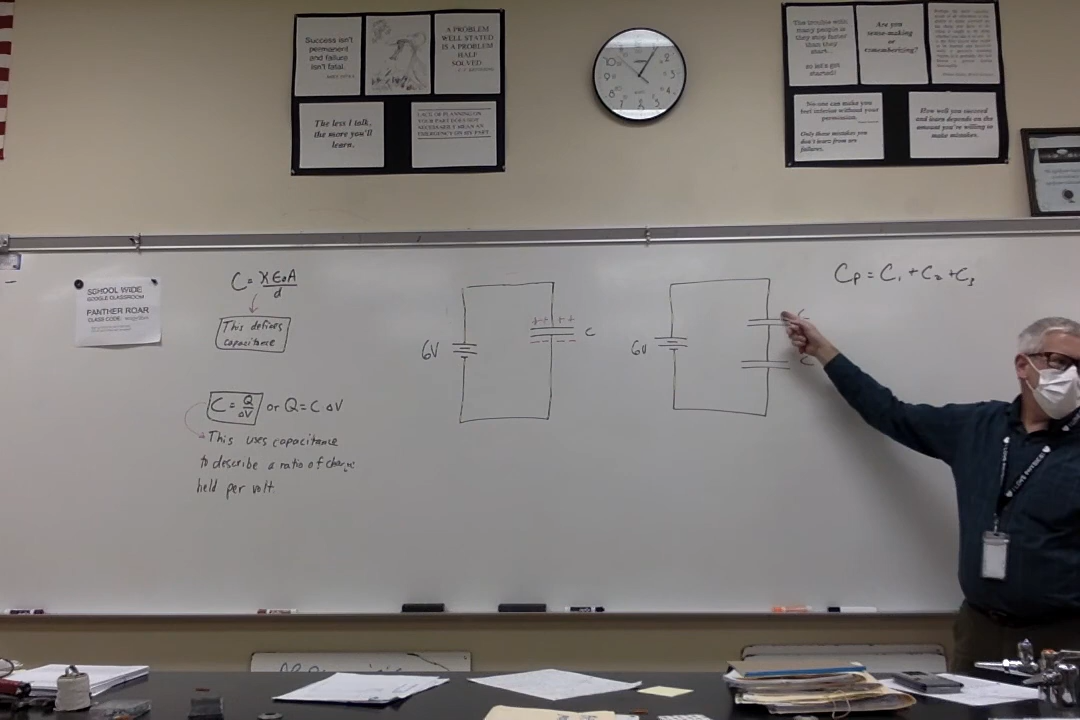 Success isn't
permanent
and failure
isn't fatal.
A PROBLEM
WELL STATED
IS A PROBLEM
HALF
SOLVED
The less I talk,
the more you'll
learn.
LACK OF PLANNING ON
YOUR PART DOES NOT
NECESSARILY MEAN AN
EMERGENCY ON MY PART
The trouble with
many people is
they stop faster
than they
start...
so let's get
started!
Are you
sense-making
or
remembering?
No one can make you
feel inferior without your
permission.
Only those mistakes you
don't learn from are
failures.
How well you succeed
and learn depends on the
amount you're willing to
make mistakes.
SCHOOL WIDE
GOOGLE CLASSROOM
PANTHER ROAR
CLASS CODE:
C = κϵ₀A
d
This defines
capacitance
C = Q
ΔV
or Q = C ΔV
This uses capacitance
to describe a ratio of charge
held per volt.
6V
++ ++
C
6V
C
C
Cp = C₁ + C₂ + C₃
I LOVE PHYSICS